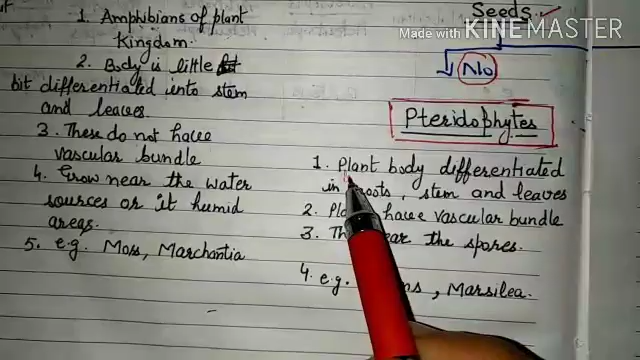 1. Amphibians of plant
Kingdom.
2. Body is little
bit differentiated into stem
and leaves.
3. These do not have
vascular bundle
4. Grow near the water
sources or it humid
areas.
5. e.g. Moss, Marchantia
Seeds
Made with KINEMASTER
No
Pteridophytes
1. Plant body differentiated
in roots, stem and leaves
2. have vascular bundle
3. the spores.
4. e.g. , Marsilea.